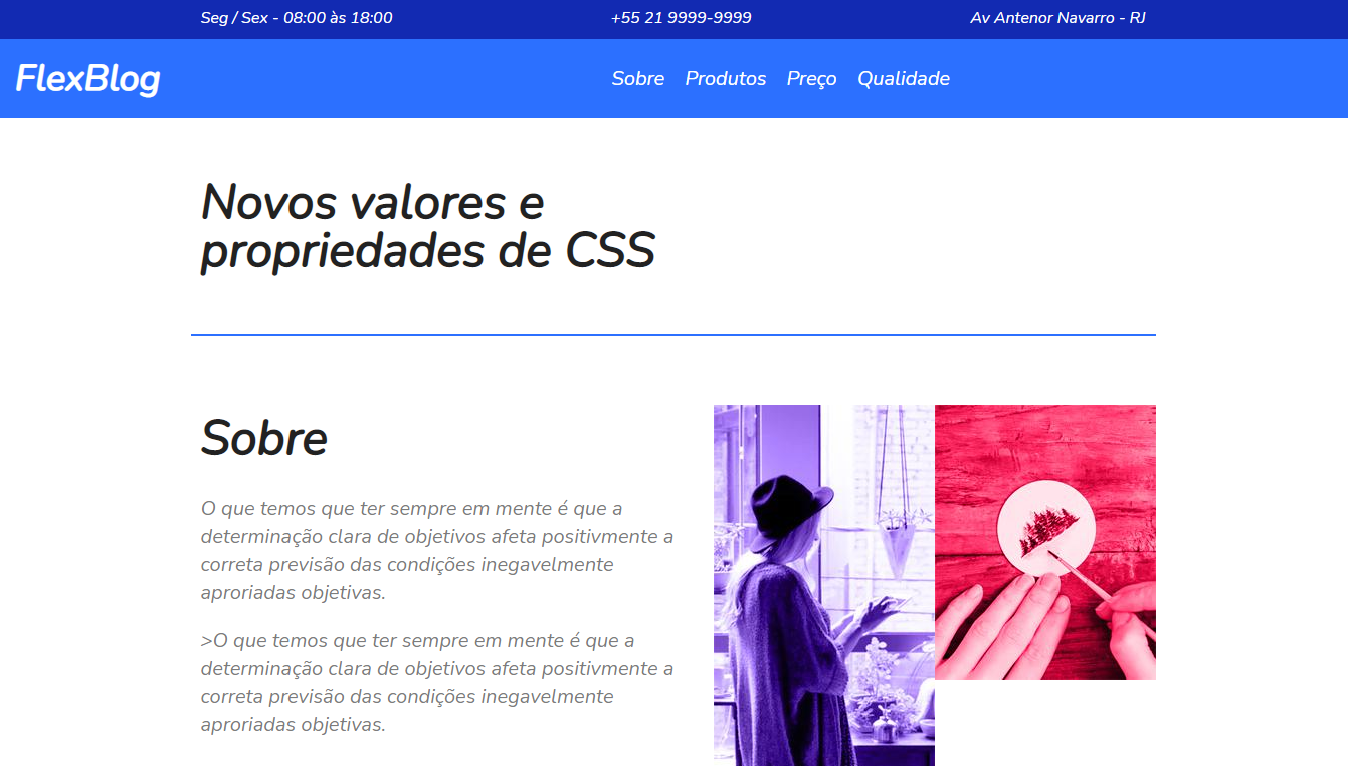 Seg / Sex - 08:00 às 18:00
+55 21 9999-9999
Av Antenor Navarro - RJ
FlexBlog
Sobre
Produtos
Preço
Qualidade
Novos valores e
propriedades de CSS
Sobre
O que temos que ter sempre em mente é que a
determinação clara de objetivos afeta positivmente a
correta previsão das condições inegavelmente
aproriadas objetivas.
>O que temos que ter sempre em mente é que a
determinação clara de objetivos afeta positivmente a
correta previsão das condições inegavelmente
aproriadas objetivas.